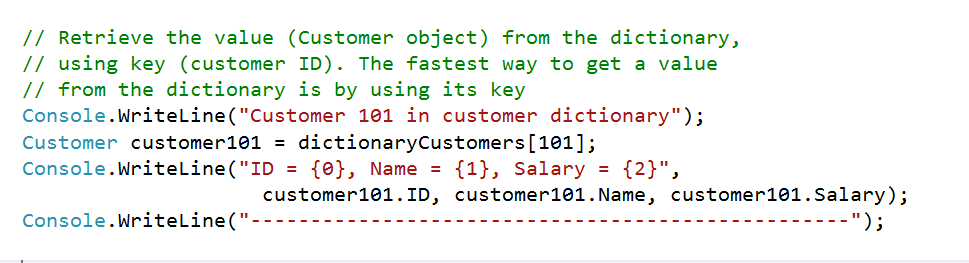 // Retrieve the value (Customer object) from the dictionary,
// using key (customer ID). The fastest way to get a value
// from the dictionary is by using its key
Console.WriteLine("Customer 101 in customer dictionary");
Customer customer101 = dictionaryCustomers[101];
Console.WriteLine("ID = {0}, Name = {1}, Salary = {2}",
                    customer101.ID, customer101.Name, customer101.Salary);
Console.WriteLine("--------------------------------------------------");